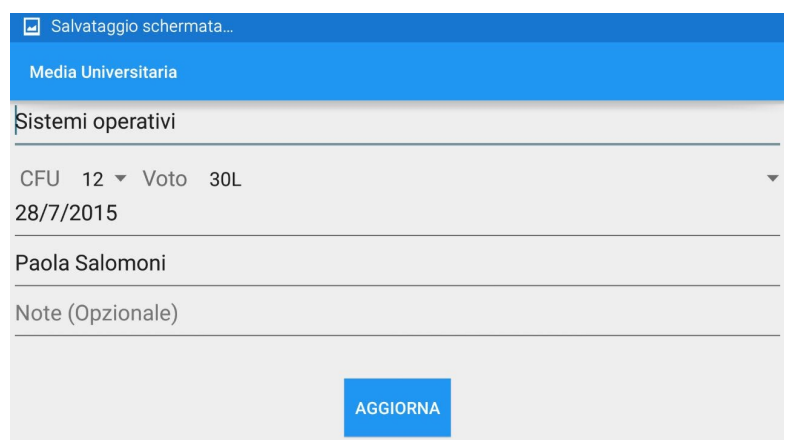 Salvataggio schermata...
Media Universitaria
Sistemi operativi
CFU 12 Voto 30L
28/7/2015
Paola Salomoni
Note (Opzionale)
AGGIORNA